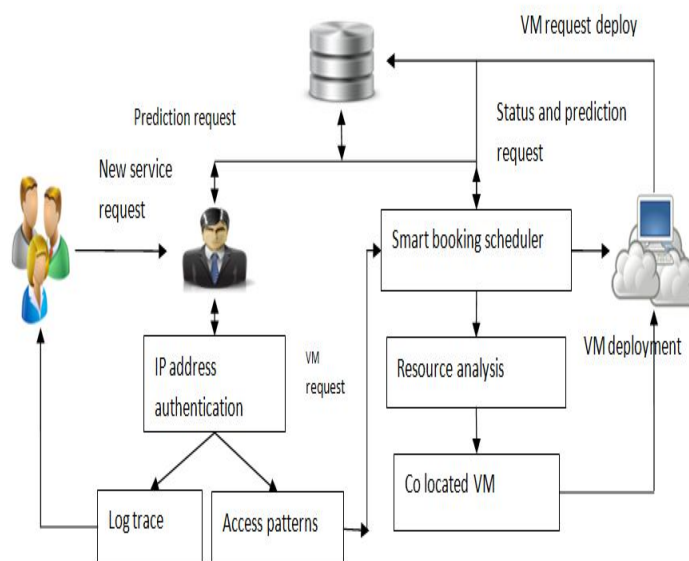 VM request deploy
Prediction request
Status and prediction
request
New service
request
Smart booking scheduler
VM deployment
IP address
authentication
VM
request
Resource analysis
Co located VM
Log trace
Access patterns